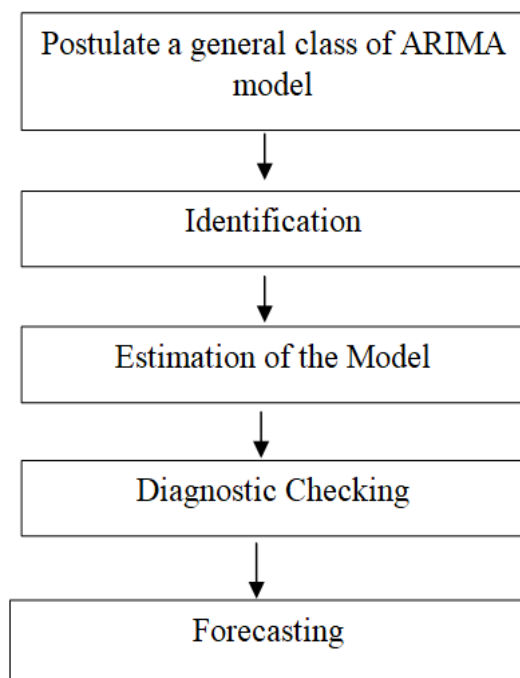 Postulate a general class of ARIMA
model
Identification
Estimation of the Model
Diagnostic Checking
Forecasting